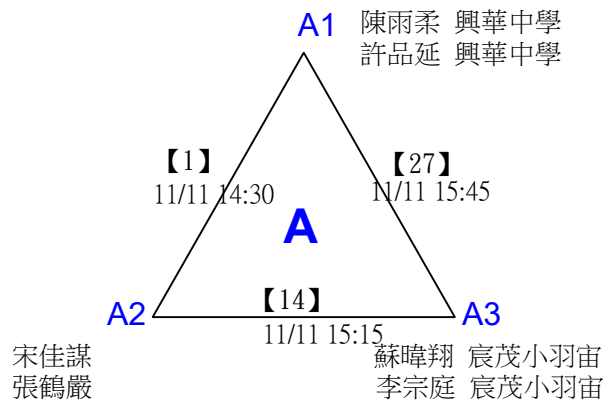 A1 陳雨柔 興華中學
許品延 興華中學
【1】
11/11 14:30
【27】
11/11 15:45
A
【14】
11/11 15:15
A2
A3
宋佳謀
張鶴嚴
蘇暐翔 宸茂小羽宙
李宗庭 宸茂小羽宙